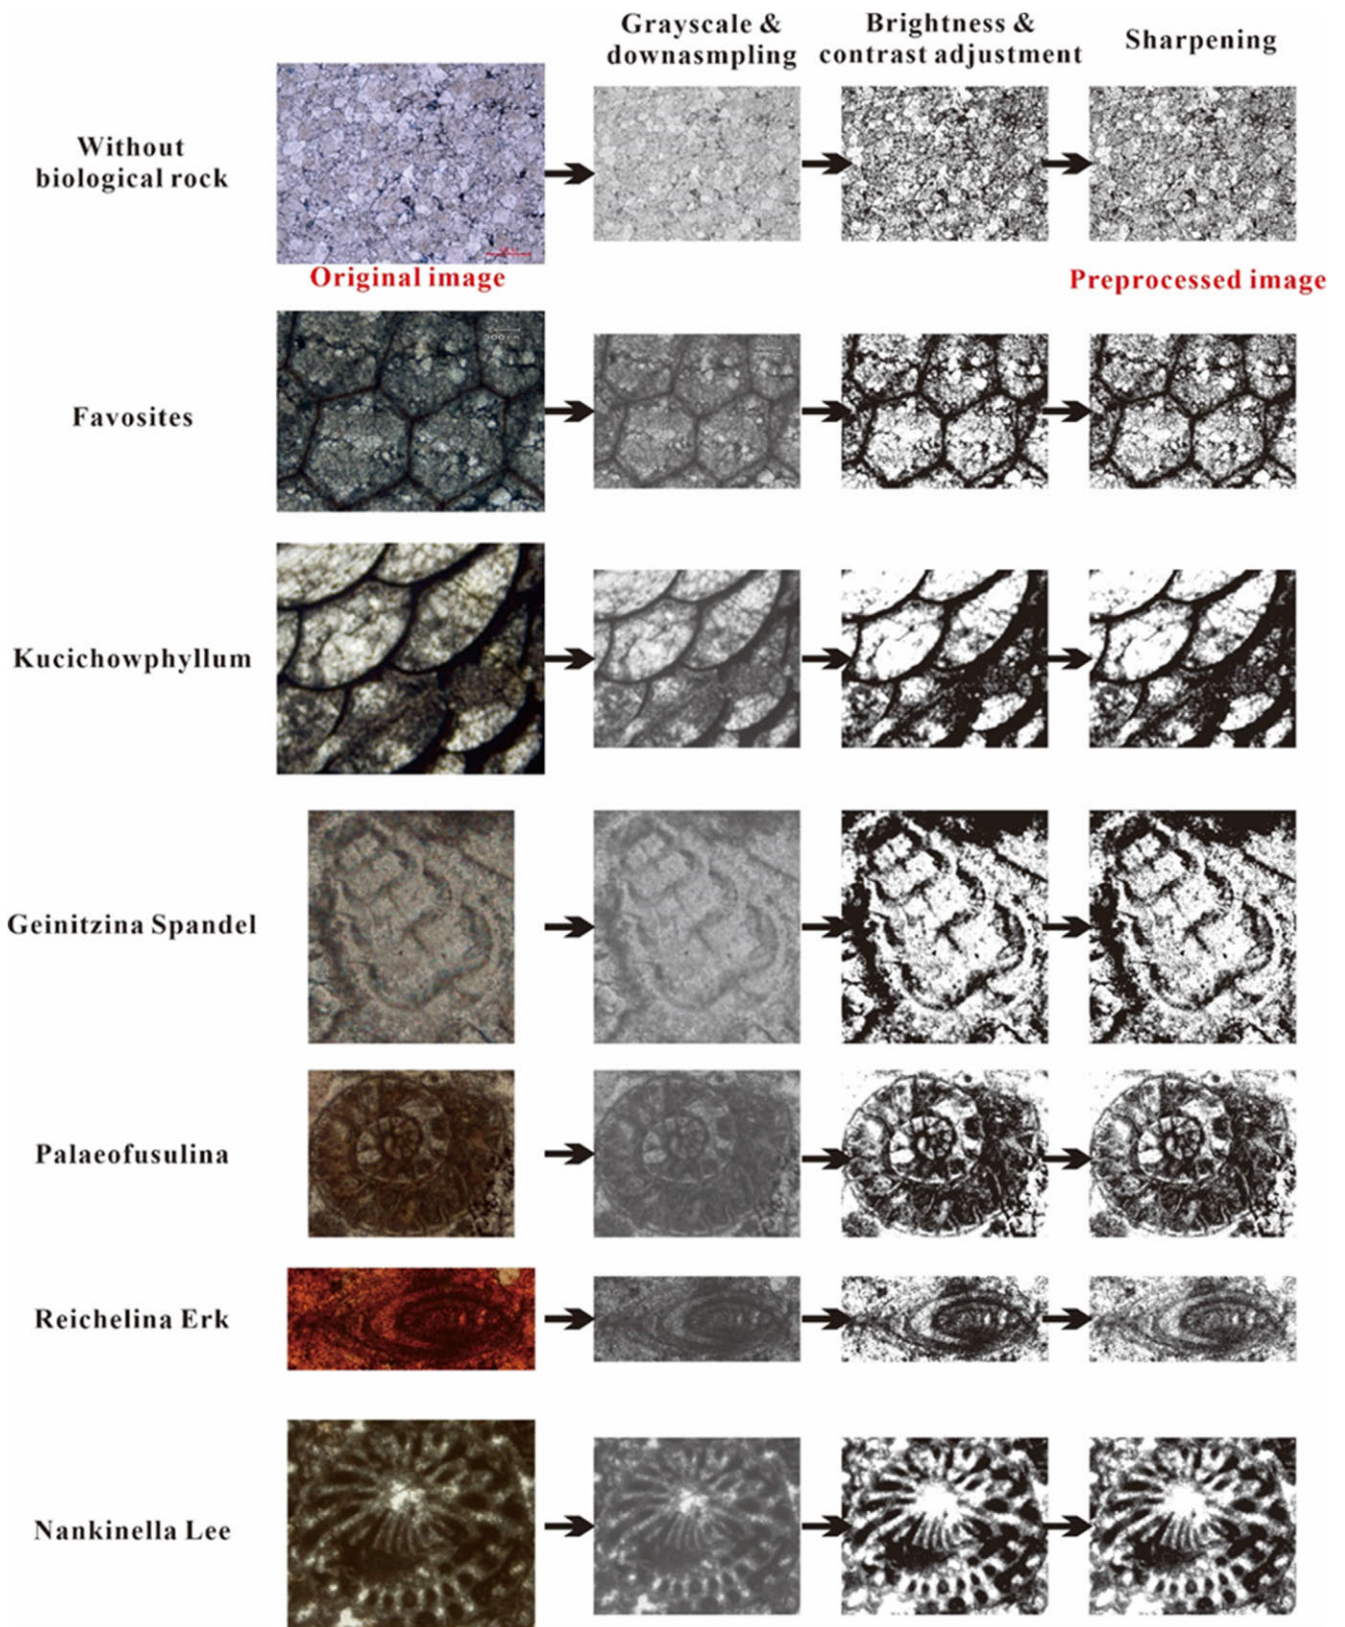 Grayscale &
downasmpling
Brightness &
contrast adjustment
Sharpening
Without
biological rock
Original image
Preprocessed image
Favosites
Kucichowphyllum
Geinitzina Spandel
Palaeofusulina
Reichelina Erk
Nankinella Lee